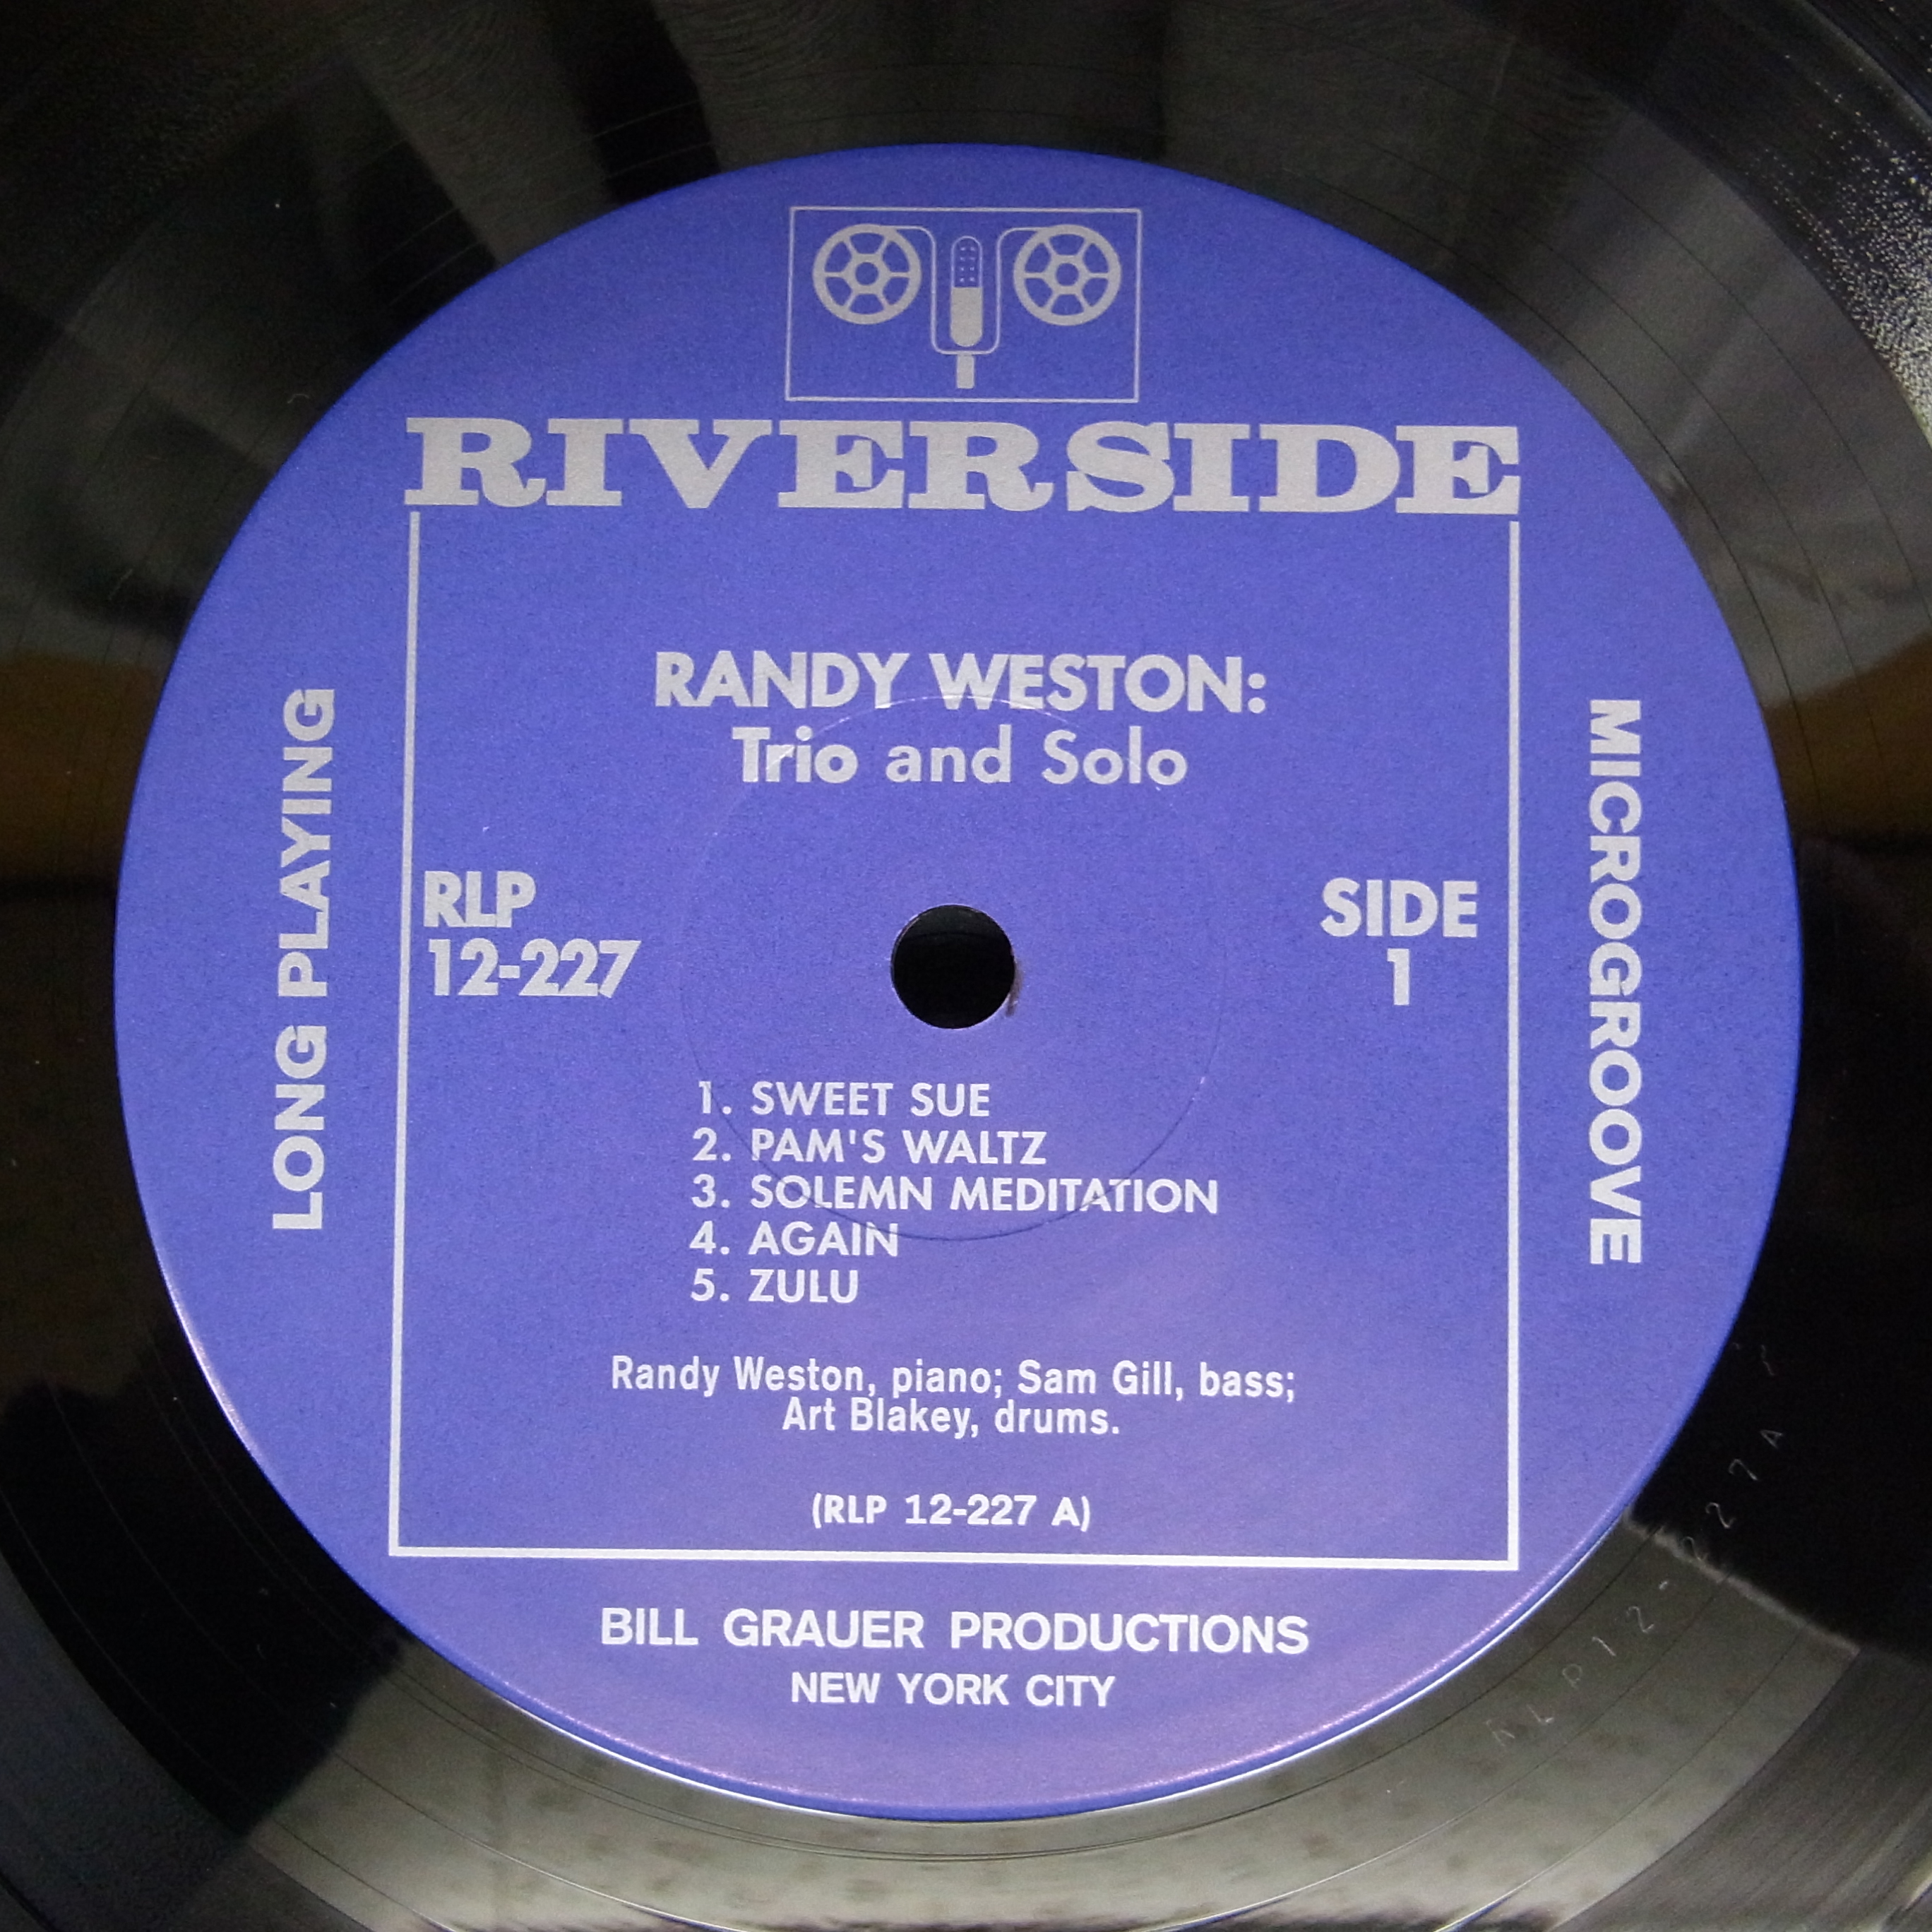 RIVERSIDE
RANDY WESTON:
Trio and Solo
LONG PLAYING
MICROGROOVE
RLP
12-227
SIDE
1
1. SWEET SUE
2. PAM'S WALTZ
3. SOLEMN MEDITATION
4. AGAIN
5. ZULU
Randy Weston, piano; Sam Gill, bass;
Art Blakey, drums.
(RLP 12-227 A)
BILL GRAUER PRODUCTIONS
NEW YORK CITY
RLP12-227A